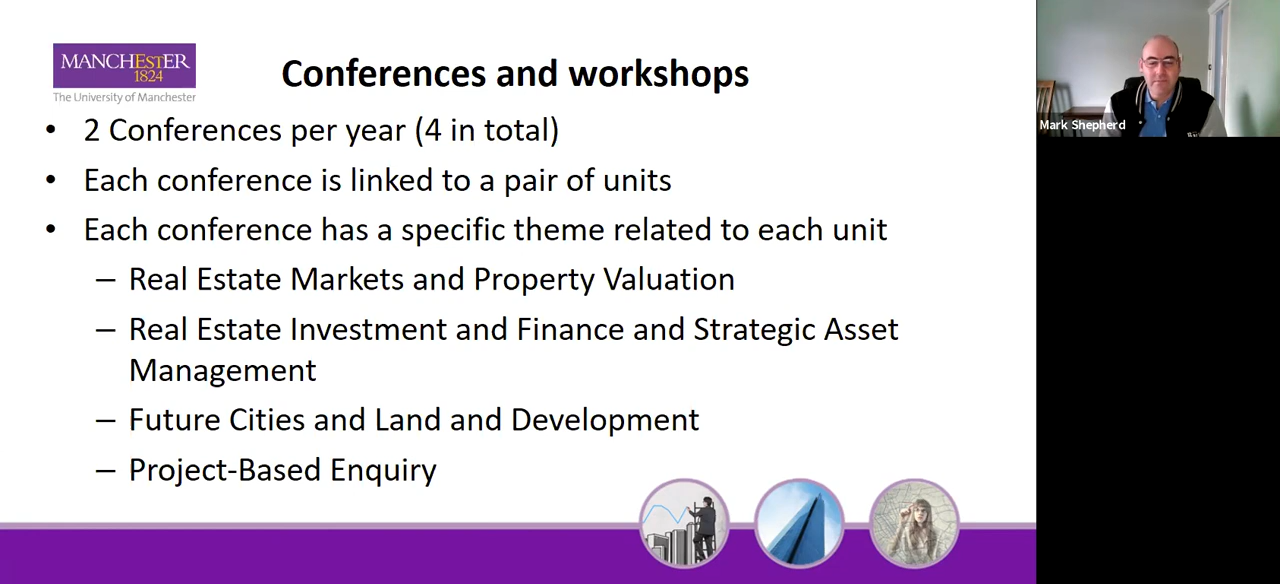 MANCHESTER
1824
The University of Manchester
Conferences and workshops
• 2 Conferences per year (4 in total)
• Each conference is linked to a pair of units
• Each conference has a specific theme related to each unit
– Real Estate Markets and Property Valuation
– Real Estate Investment and Finance and Strategic Asset
Management
– Future Cities and Land and Development
– Project-Based Enquiry
Mark Shepherd